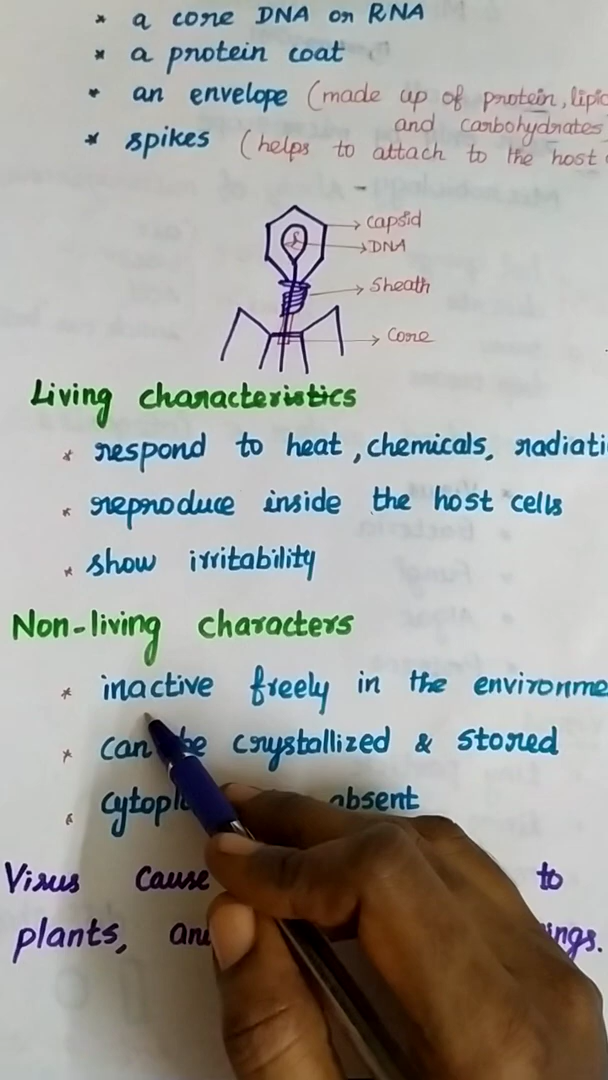 * a core DNA or RNA
* a protein coat
* an envelope (made up of protein, lipid
and carbohydrates)
* spikes (helps to attach to the host
capsid
DNA
Sheath
Core
Living characteristics
* respond to heat, chemicals, radiati
* reproduce inside the host cells
* show irritability
Non-living characters
* inactive freely in the environme
* can be crystallized & stored
* cytopl absent
Virus cause to
plants, an ings.